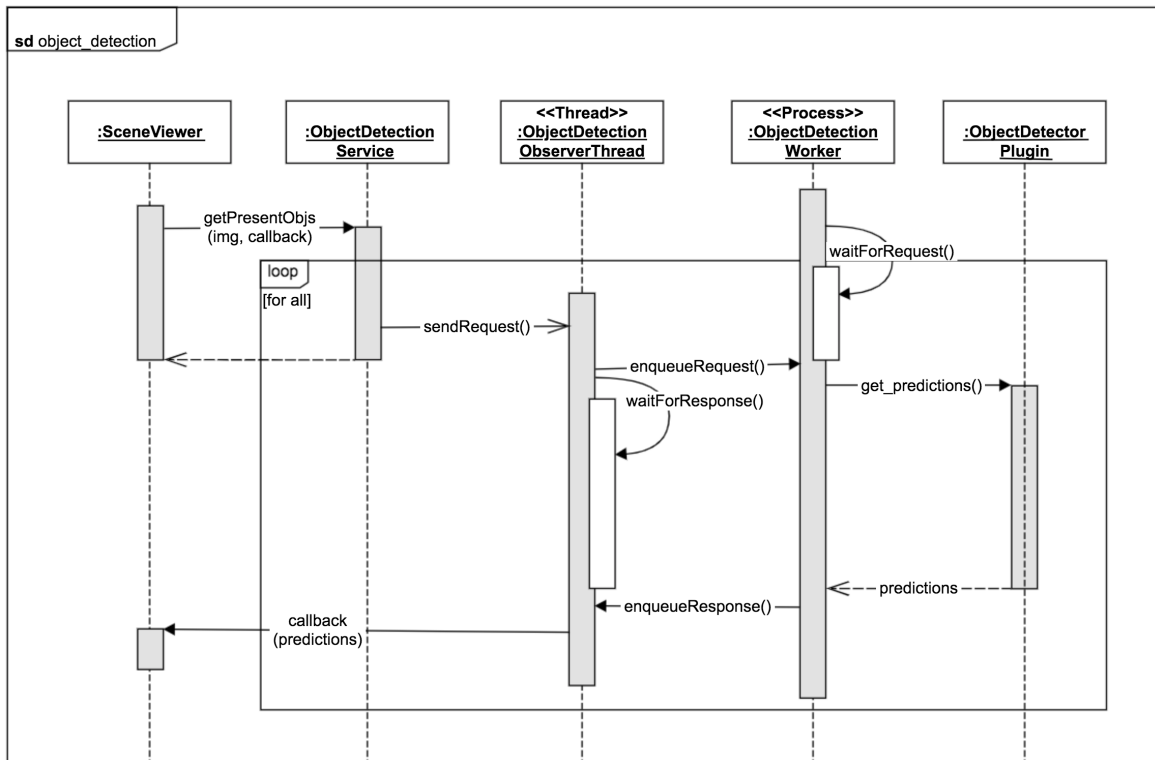 sd object_detection
:SceneViewer
:ObjectDetection
Service
<<Thread>>
:ObjectDetection
ObserverThread
<<Process>>
:ObjectDetection
Worker
:ObjectDetector
Plugin
getPresentObjs
(img, callback)
waitForRequest()
loop
[for all]
sendRequest()
enqueueRequest()
get_predictions()
waitForResponse()
predictions
enqueueResponse()
callback
(predictions)